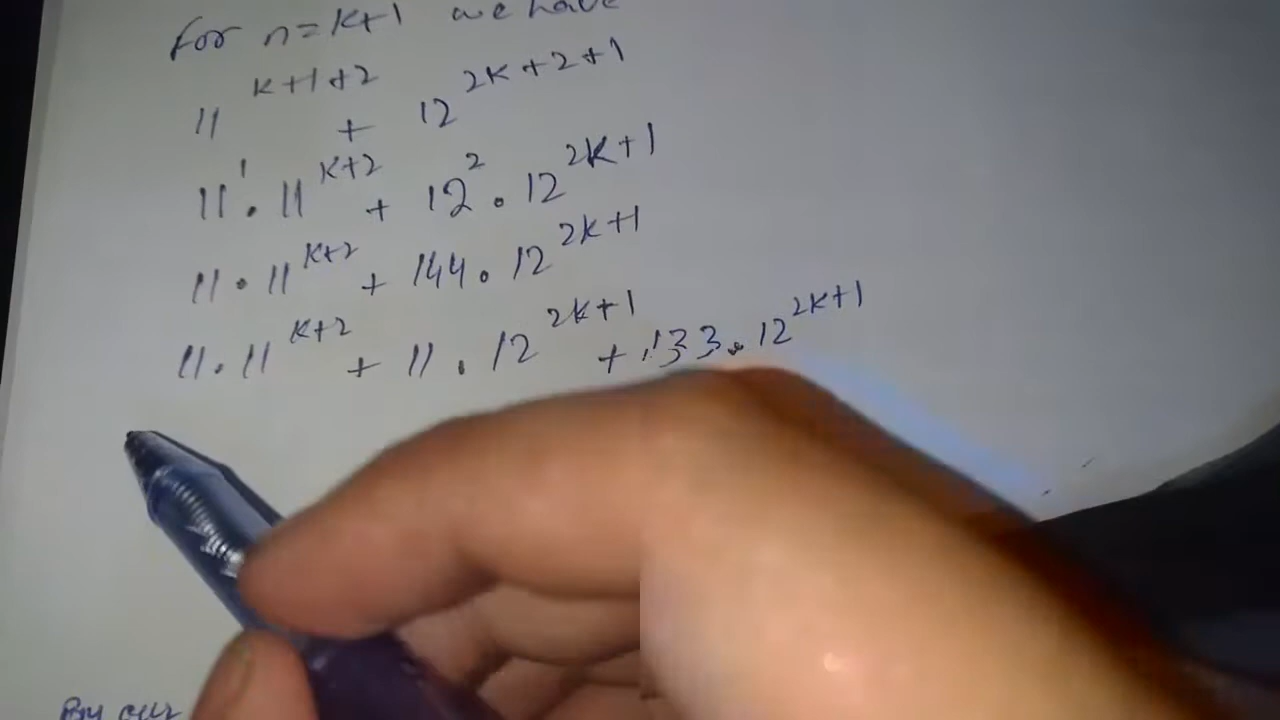 For n=k+1 we have
11^{k+1+2} + 12^{2k+2+1}
11^1 . 11^{k+2} + 12^2 . 12^{2k+1}
11 . 11^{k+2} + 144 . 12^{2k+1}
11 . 11^{k+2} + 11 . 12^{2k+1} + 133 . 12^{2k+1}
By our